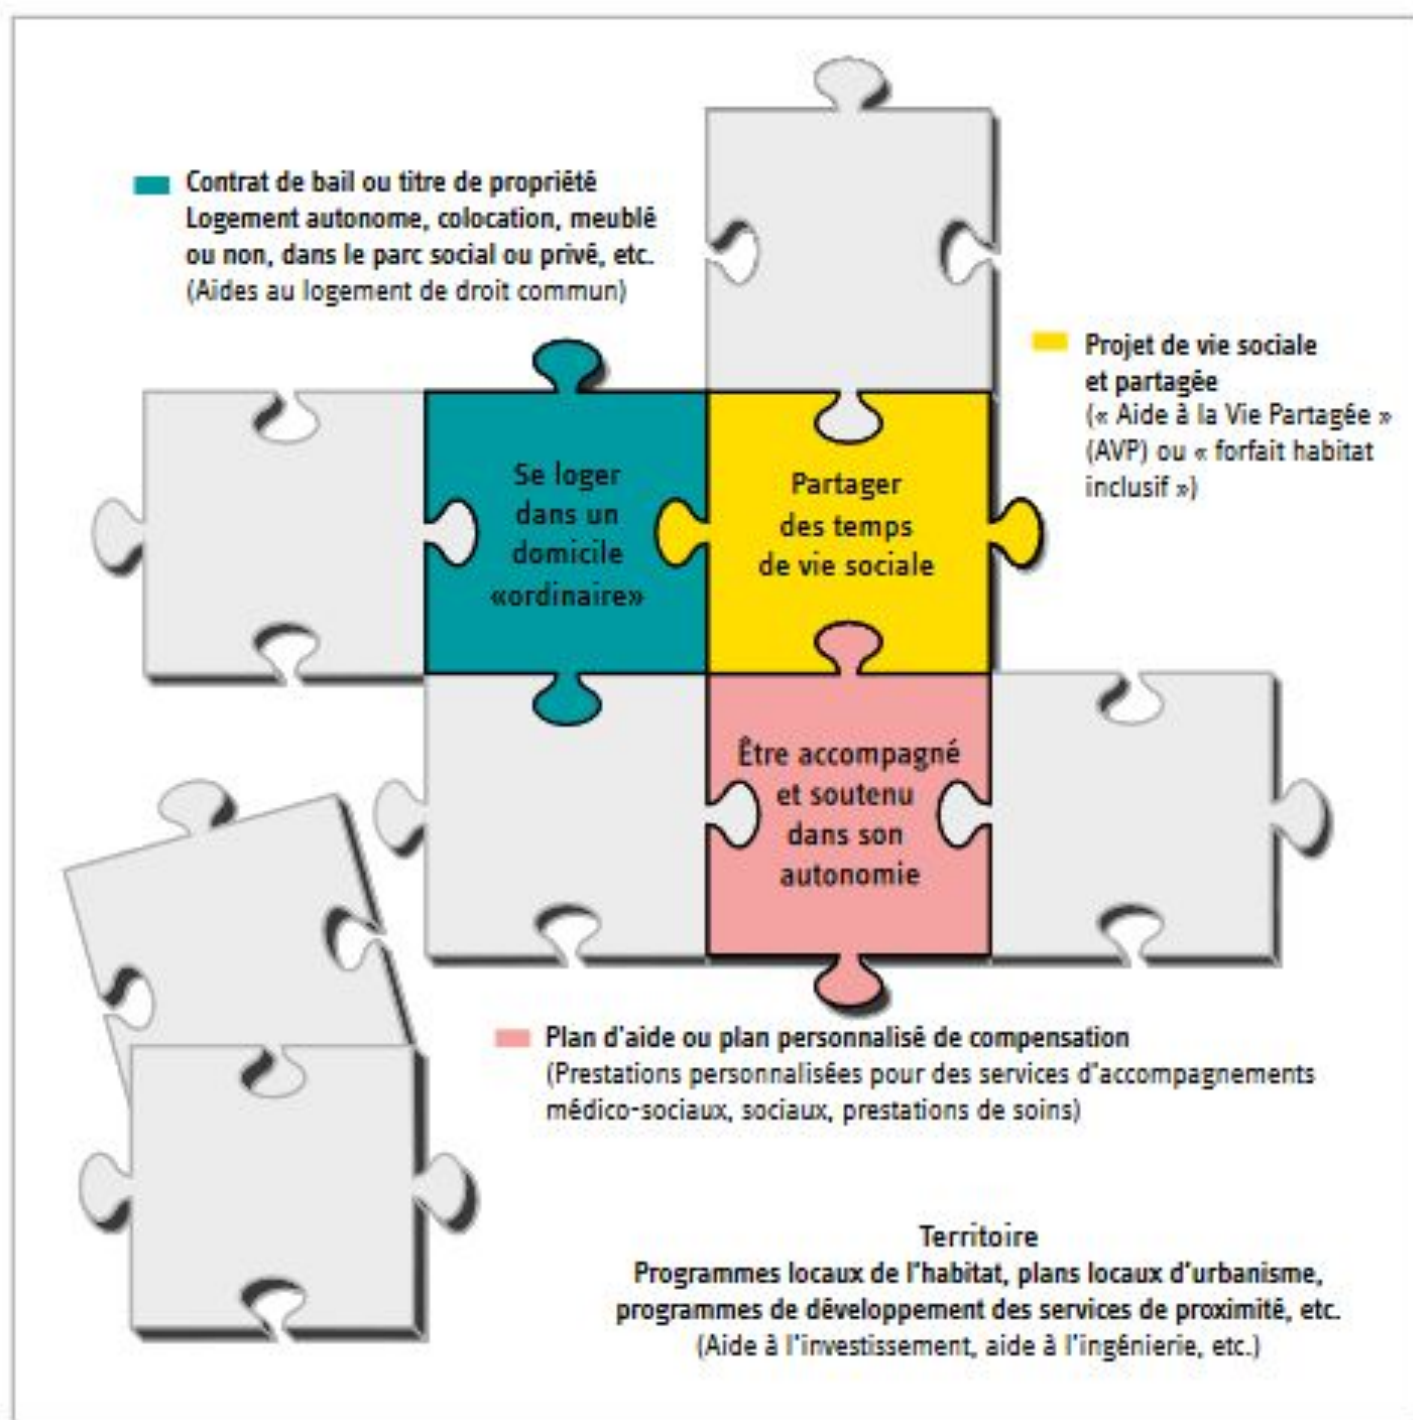 Contrat de bail ou titre de propriété
Logement autonome, colocation, meublé
ou non, dans le parc social ou privé, etc.
(Aides au logement de droit commun)
Projet de vie sociale
et partagée
(« Aide à la Vie Partagée »
(AVP) ou « forfait habitat
inclusif »)
Se loger
dans un
domicile
«ordinaire»
Partager
des temps
de vie sociale
Être accompagné
et soutenu
dans son
autonomie
Plan d'aide ou plan personnalisé de compensation
(Prestations personnalisées pour des services d'accompagnements
médico-sociaux, sociaux, prestations de soins)
Territoire
Programmes locaux de l'habitat, plans locaux d'urbanisme,
programmes de développement des services de proximité, etc.
(Aide à l'investissement, aide à l'ingénierie, etc.)